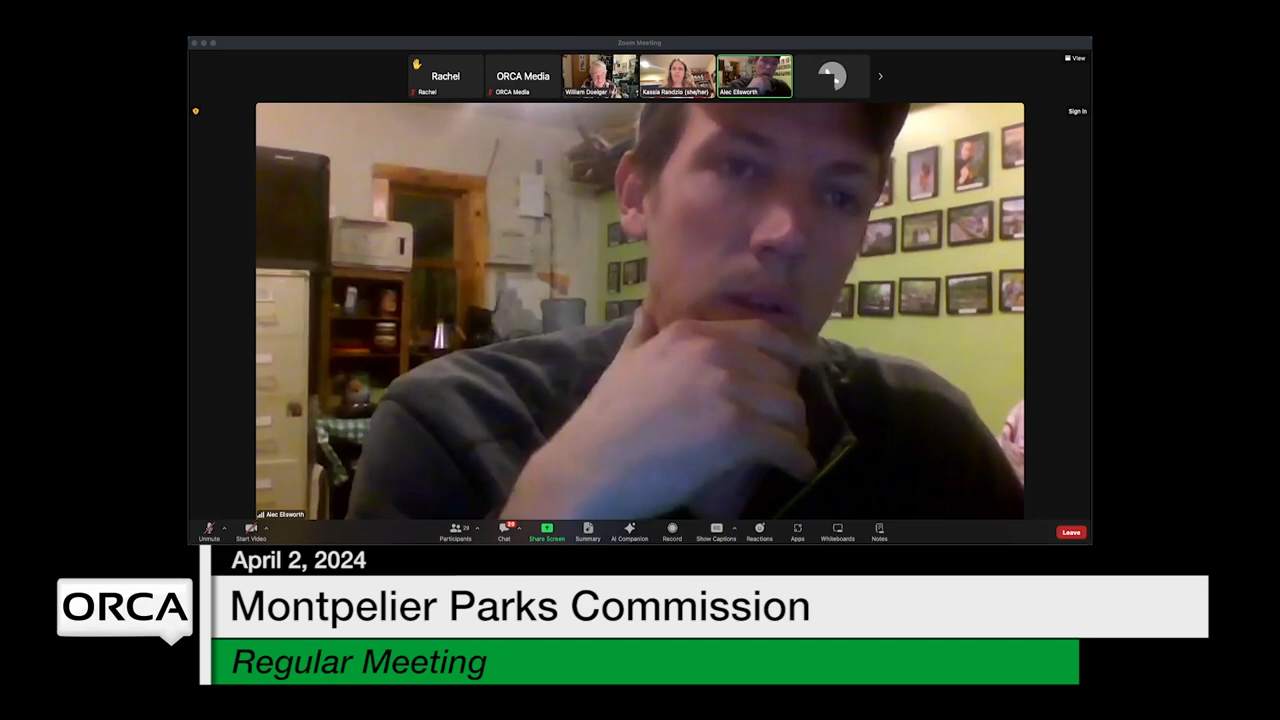 Zoom Meeting
View
Rachel
Rachel
ORCA Media
ORCA Media
William Doelger
Kassia Randzio (she/her)
Alec Ellsworth
Sign in
Alec Ellsworth
Unmute
Start Video
Participants
29
Chat
Share Screen
Summary
AI Companion
Record
CC
Show Captions
Reactions
Apps
Whiteboards
Notes
Leave
April 2, 2024
ORCA
Montpelier Parks Commission
Regular Meeting